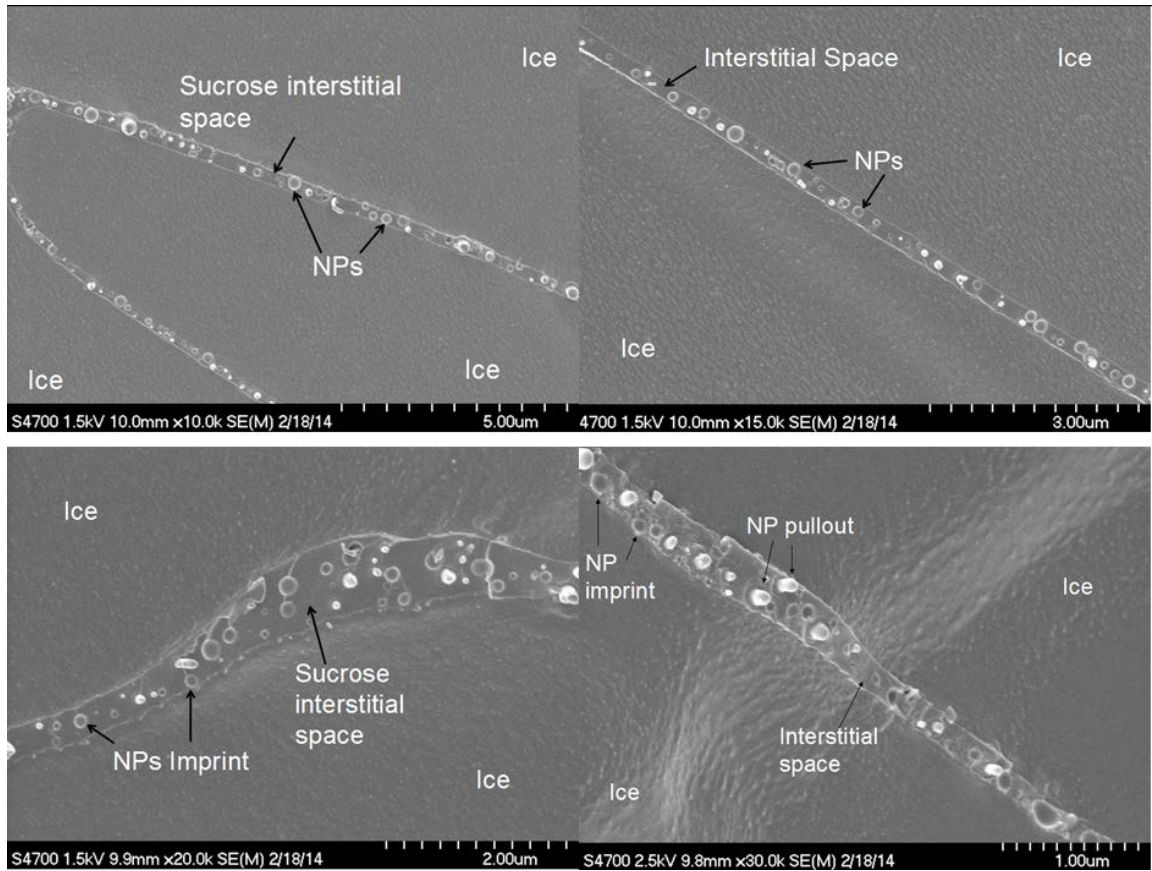 Ice
Sucrose interstitial
space
NPs
Ice
Ice
S4700 1.5kV 10.0mm x10.0k SE(M) 2/18/14
5.00um
Interstitial Space
Ice
NPs
Ice
4700 1.5kV 10.0mm x15.0k SE(M) 2/18/14
3.00um
Ice
Sucrose
interstitial
space
NPs Imprint
Ice
S4700 1.5kV 9.9mm x20.0k SE(M) 2/18/14
2.00um
NP pullout
NP
imprint
Ice
Interstitial
space
Ice
S4700 2.5kV 9.8mm x30.0k SE(M) 2/18/14
1.00um